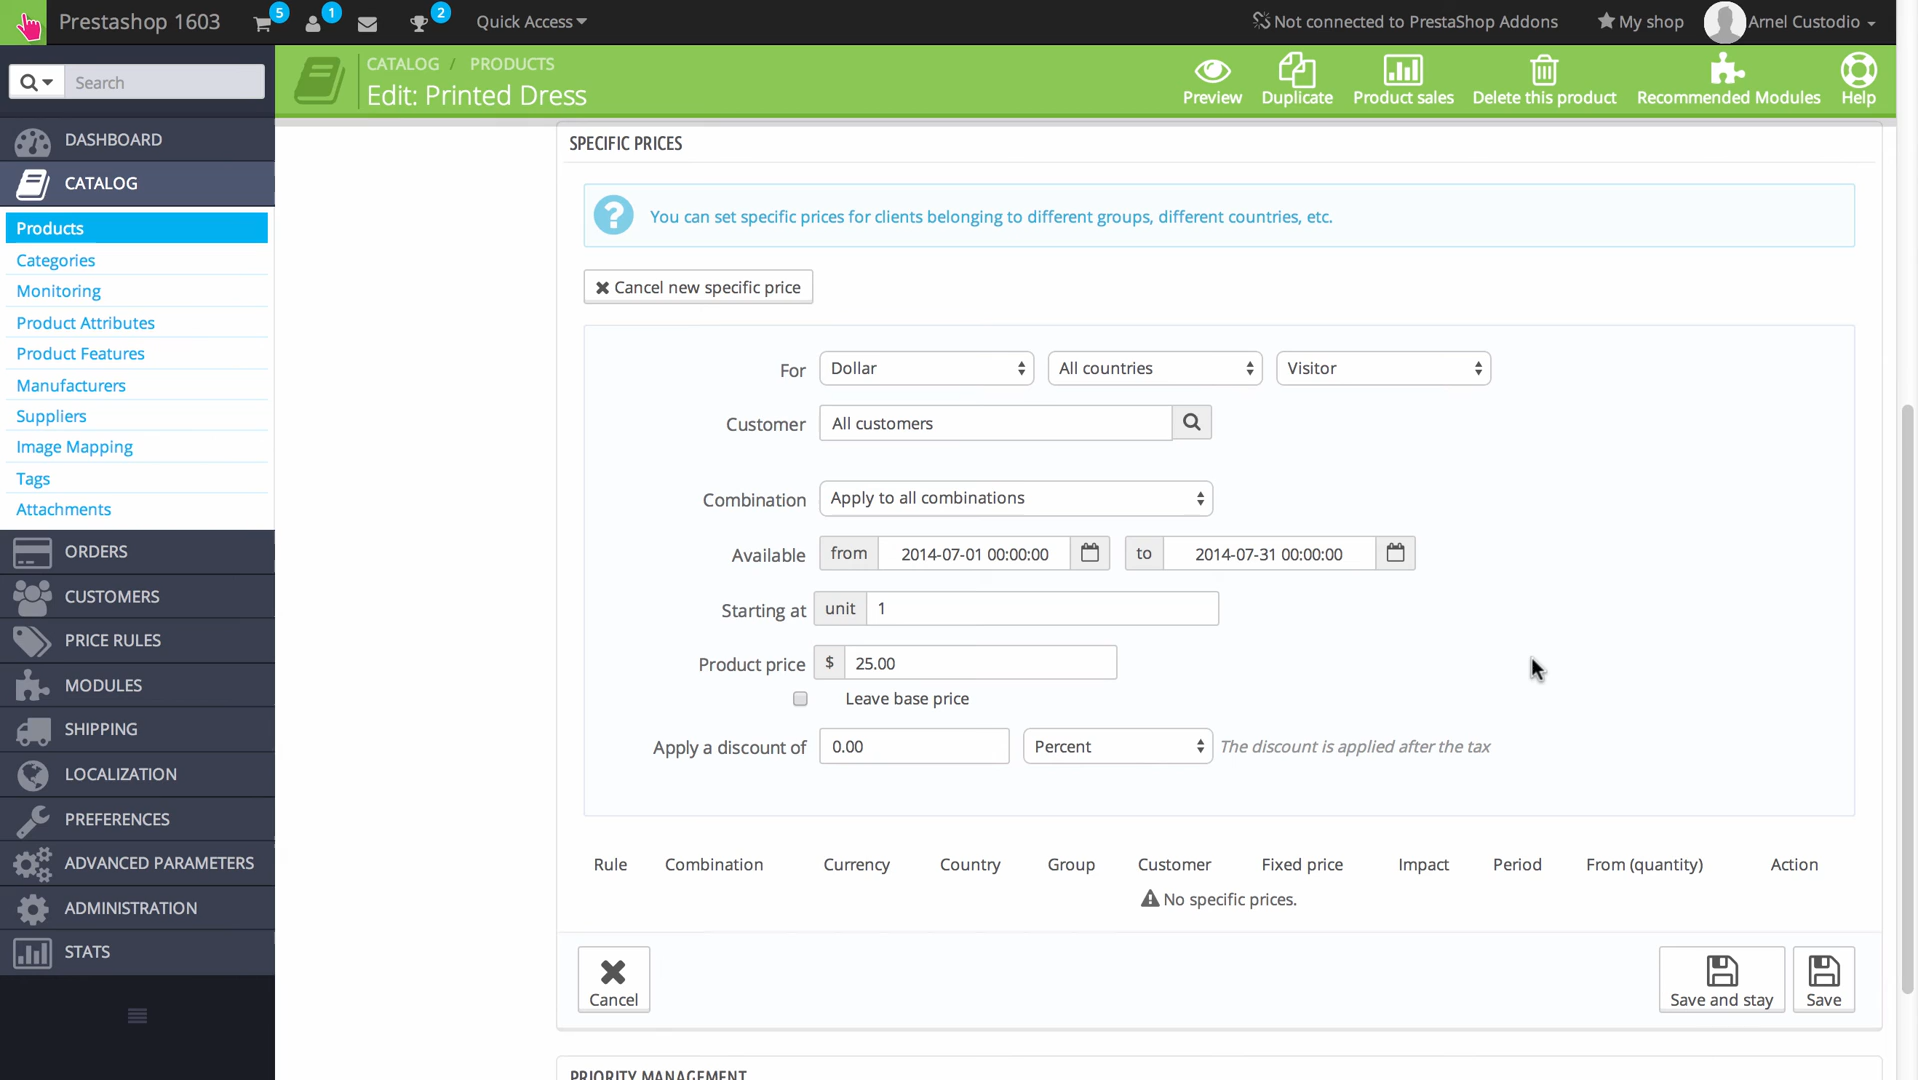 Prestashop 1603 5 1 2 Quick Access Not connected to PrestaShop Addons My shop Arnel Custodio
Search
CATALOG / PRODUCTS
Edit: Printed Dress
Preview Duplicate Product sales Delete this product Recommended Modules Help
DASHBOARD
CATALOG
Products
Categories
Monitoring
Product Attributes
Product Features
Manufacturers
Suppliers
Image Mapping
Tags
Attachments
ORDERS
CUSTOMERS
PRICE RULES
MODULES
SHIPPING
LOCALIZATION
PREFERENCES
ADVANCED PARAMETERS
ADMINISTRATION
STATS
SPECIFIC PRICES
? You can set specific prices for clients belonging to different groups, different countries, etc.
Cancel new specific price
For Dollar All countries Visitor
Customer All customers
Combination Apply to all combinations
Available from 2014-07-01 00:00:00 to 2014-07-31 00:00:00
Starting at unit 1
Product price $ 25.00
Leave base price
Apply a discount of 0.00 Percent The discount is applied after the tax
Rule Combination Currency Country Group Customer Fixed price Impact Period From (quantity) Action
No specific prices.
Cancel Save and stay Save
PRIORITY MANAGEMENT